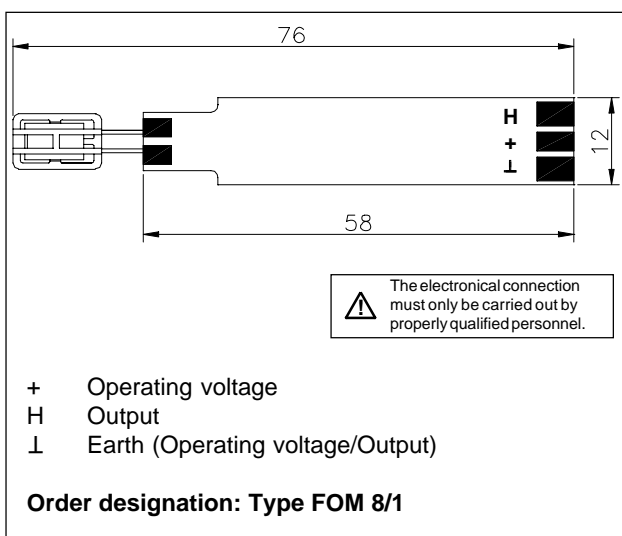 76
H
+
⊥
12
58
The electronical connection
must only be carried out by
properly qualified personnel.
+ Operating voltage
H Output
⊥ Earth (Operating voltage/Output)
Order designation: Type FOM 8/1